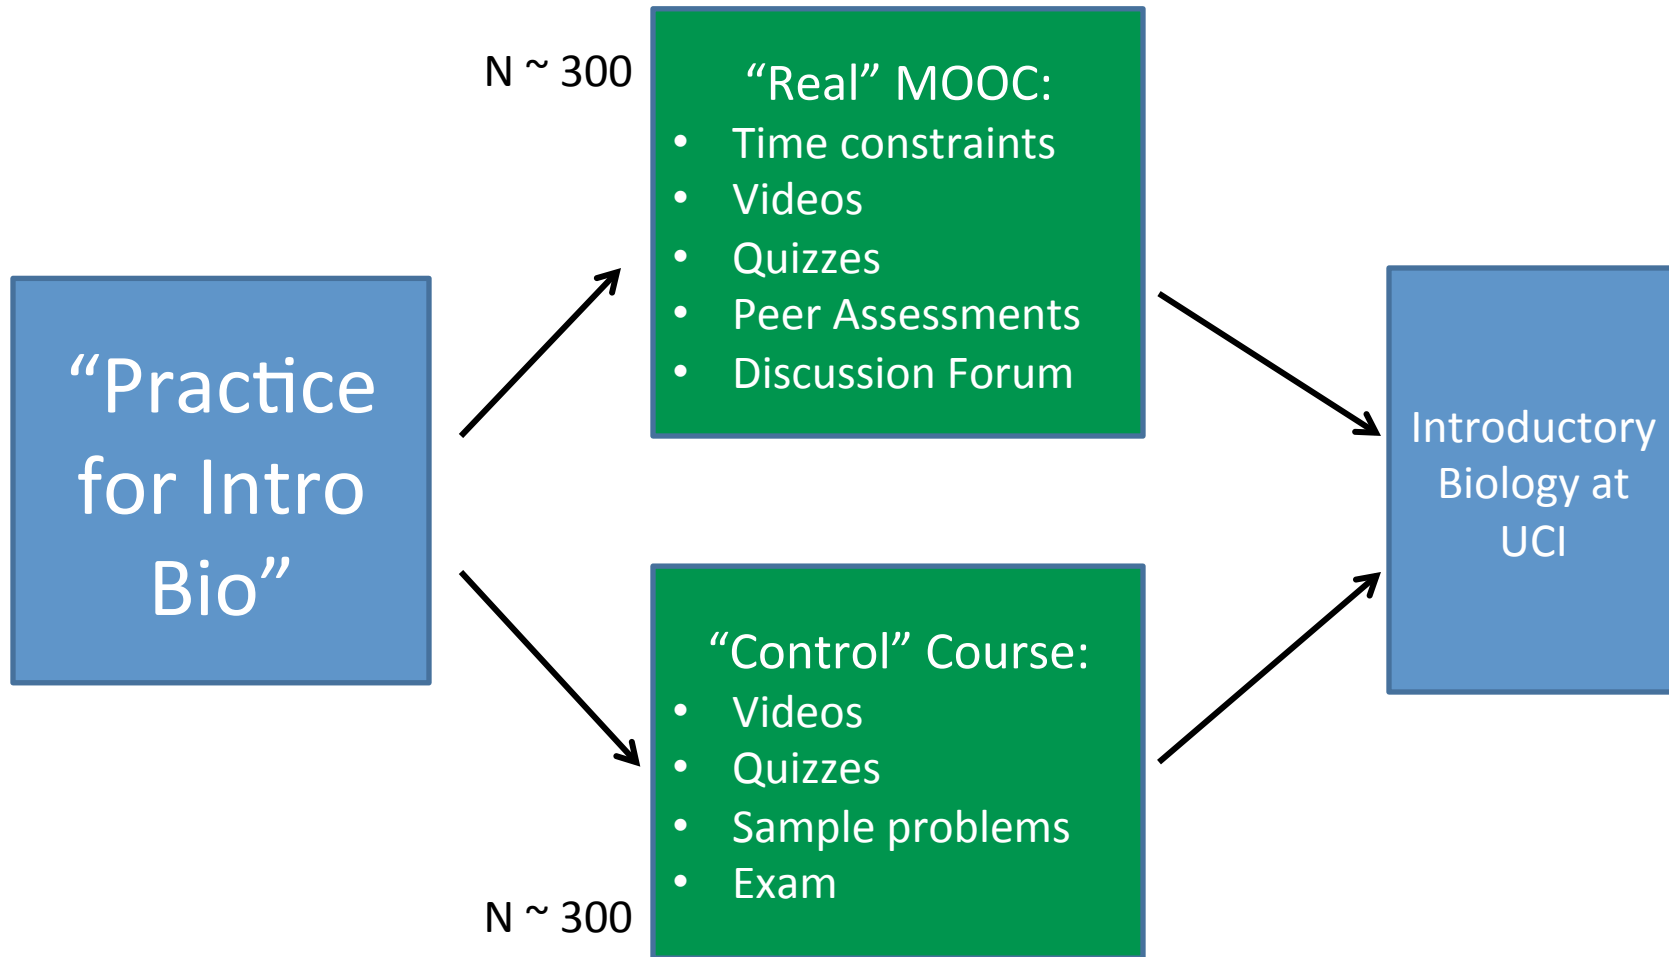 “Practice
for Intro
Bio”
N ~ 300
“Real” MOOC:
• Time constraints
• Videos
• Quizzes
• Peer Assessments
• Discussion Forum
“Control” Course:
• Videos
• Quizzes
• Sample problems
• Exam
N ~ 300
Introductory
Biology at
UCI